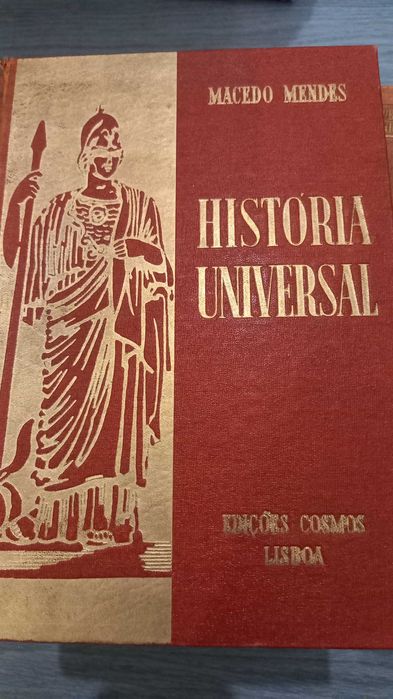 MACEDO MENDES
HISTÓRIA
UNIVERSAL
EDIÇÕES COSMOS
LISBOA